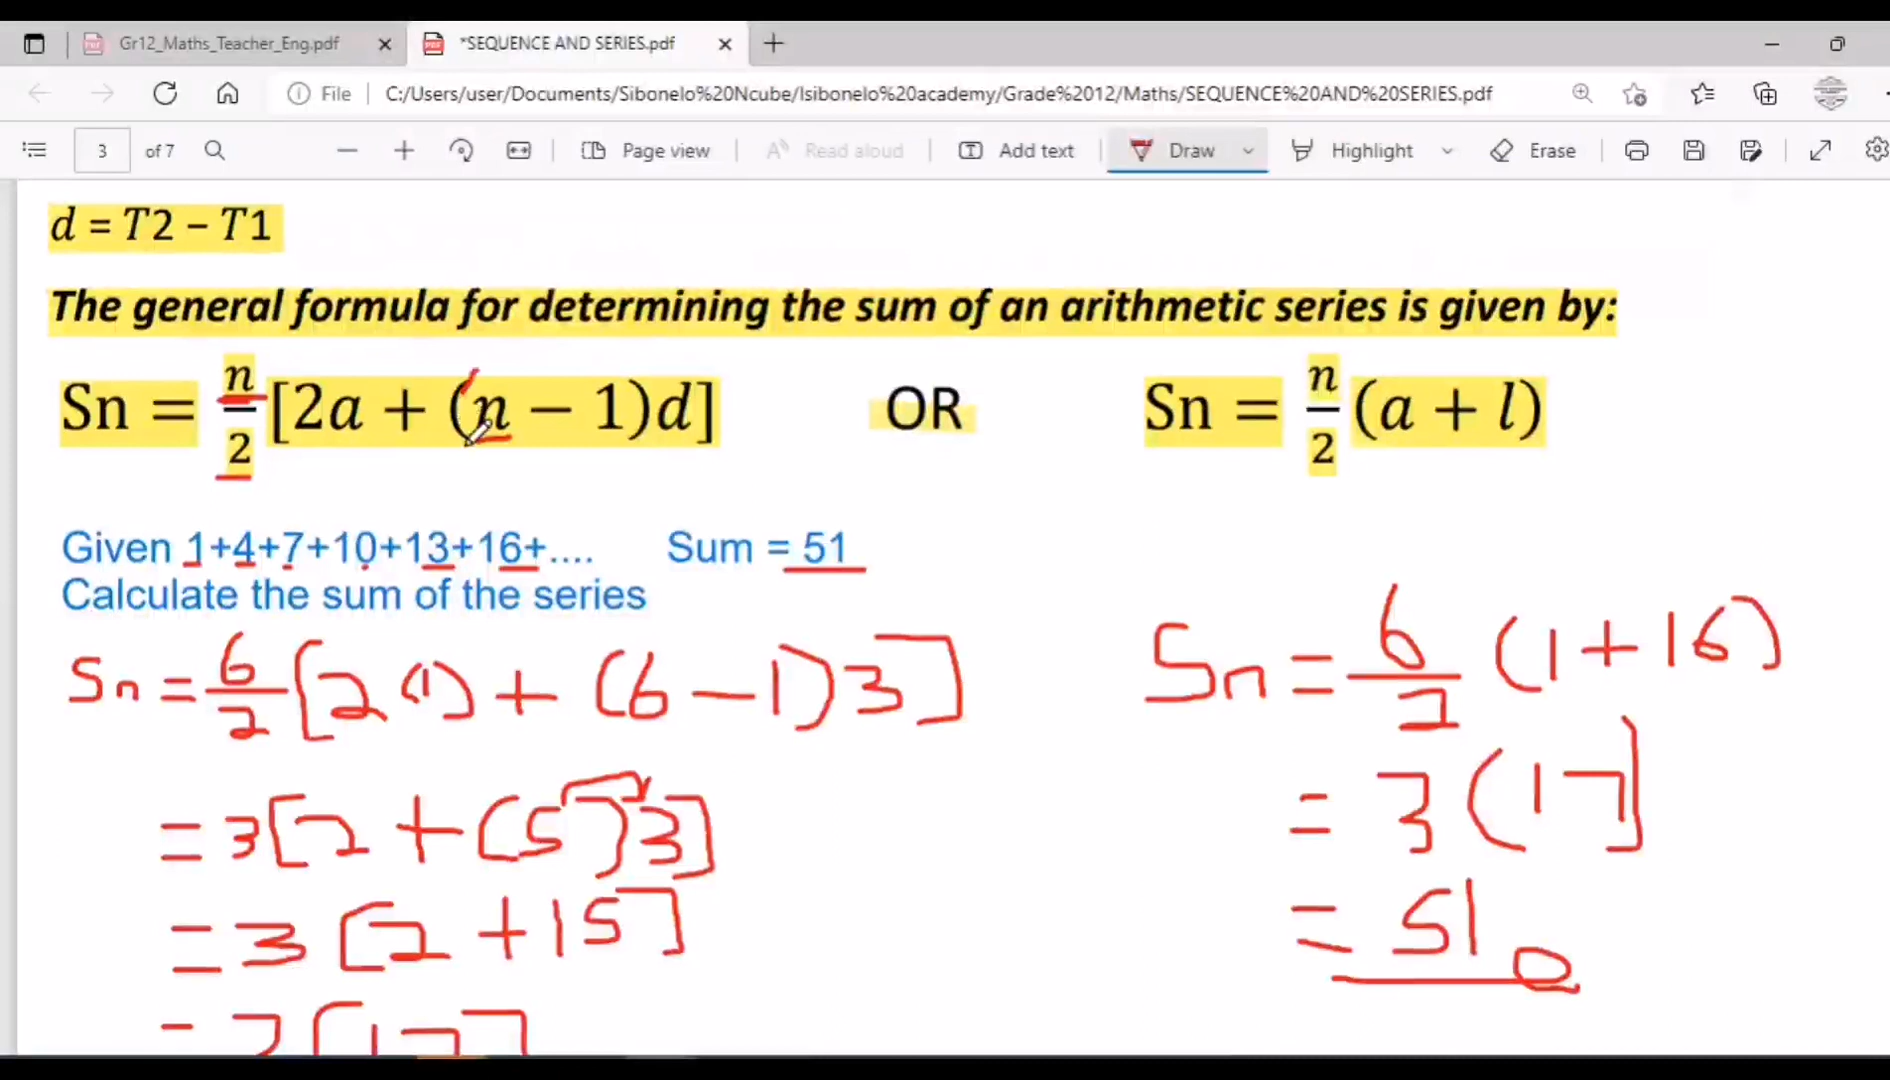 Gr12_Maths_Teacher_Eng.pdf
*SEQUENCE AND SERIES.pdf
File
C:/Users/user/Documents/Sibonelo%20Ncube/Isibonelo%20academy/Grade%2012/Maths/SEQUENCE%20AND%20SERIES.pdf
3 of 7
Page view
Read aloud
Add text
Draw
Highlight
Erase
d = T2 – T1
The general formula for determining the sum of an arithmetic series is given by:
Sn = n/2 [2a + (n − 1)d] OR Sn = n/2 (a + l)
Given 1+4+7+10+13+16+.... Sum = 51
Calculate the sum of the series
Sn = 6/2 [2(1) + (6 − 1)3]
= 3[2 + (5)3]
= 3[2 + 15]
= 3[17]
Sn = 6/2 (1 + 16)
= 3(17]
= 51